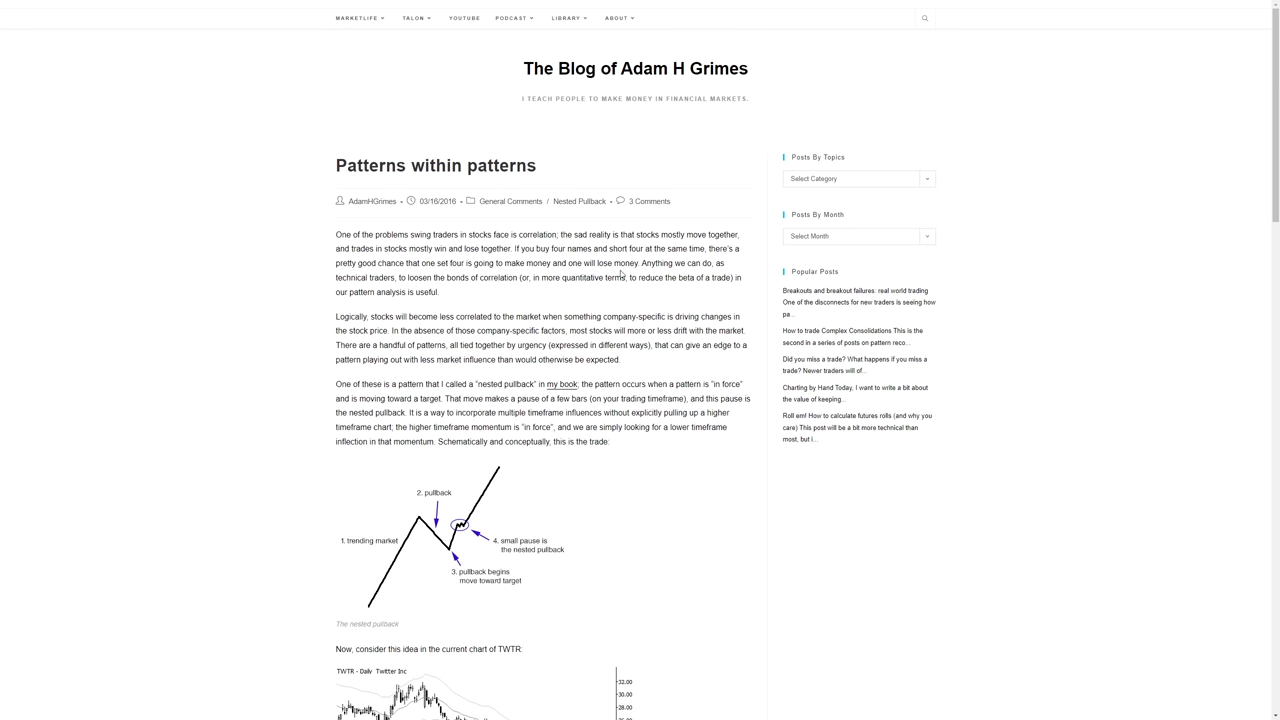 MARKETLIFE TALON YOUTUBE PODCAST LIBRARY ABOUT
The Blog of Adam H Grimes
I TEACH PEOPLE TO MAKE MONEY IN FINANCIAL MARKETS.
Patterns within patterns
AdamHGrimes - 03/16/2016 - General Comments / Nested Pullback - 3 Comments
One of the problems swing traders in stocks face is correlation; the sad reality is that stocks mostly move together,
and trades in stocks mostly win and lose together. If you buy four names and short four at the same time, there's a
pretty good chance that one set four is going to make money and one will lose money. Anything we can do, as
technical traders, to loosen the bonds of correlation (or, in more quantitative terms, to reduce the beta of a trade) in
our pattern analysis is useful.
Logically, stocks will become less correlated to the market when something company-specific is driving changes in
the stock price. In the absence of those company-specific factors, most stocks will more or less drift with the market.
There are a handful of patterns, all tied together by urgency (expressed in different ways), that can give an edge to a
pattern playing out with less market influence than would otherwise be expected.
One of these is a pattern that I called a "nested pullback" in my book; the pattern occurs when a pattern is "in force"
and is moving toward a target. That move makes a pause of a few bars (on your trading timeframe), and this pause is
the nested pullback. It is a way to incorporate multiple timeframe influences without explicitly pulling up a higher
timeframe chart; the higher timeframe momentum is "in force", and we are simply looking for a lower timeframe
inflection in that momentum. Schematically and conceptually, this is the trade:
2. pullback
1. trending market
4. small pause is
the nested pullback
3. pullback begins
move toward target
The nested pullback
Now, consider this idea in the current chart of TWTR:
TWTR - Daily Twitter Inc
32.00
30.00
28.00
Posts By Topics
Select Category
Posts By Month
Select Month
Popular Posts
Breakouts and breakout failures: real world trading
One of the disconnects for new traders is seeing how
pa...
How to trade Complex Consolidations This is the
second in a series of posts on pattern reco...
Did you miss a trade? What happens if you miss a
trade? Newer traders will of...
Charting by Hand Today, I want to write a bit about
the value of keeping...
Roll em! How to calculate futures rolls (and why you
care) This post will be a bit more technical than
most, but i...